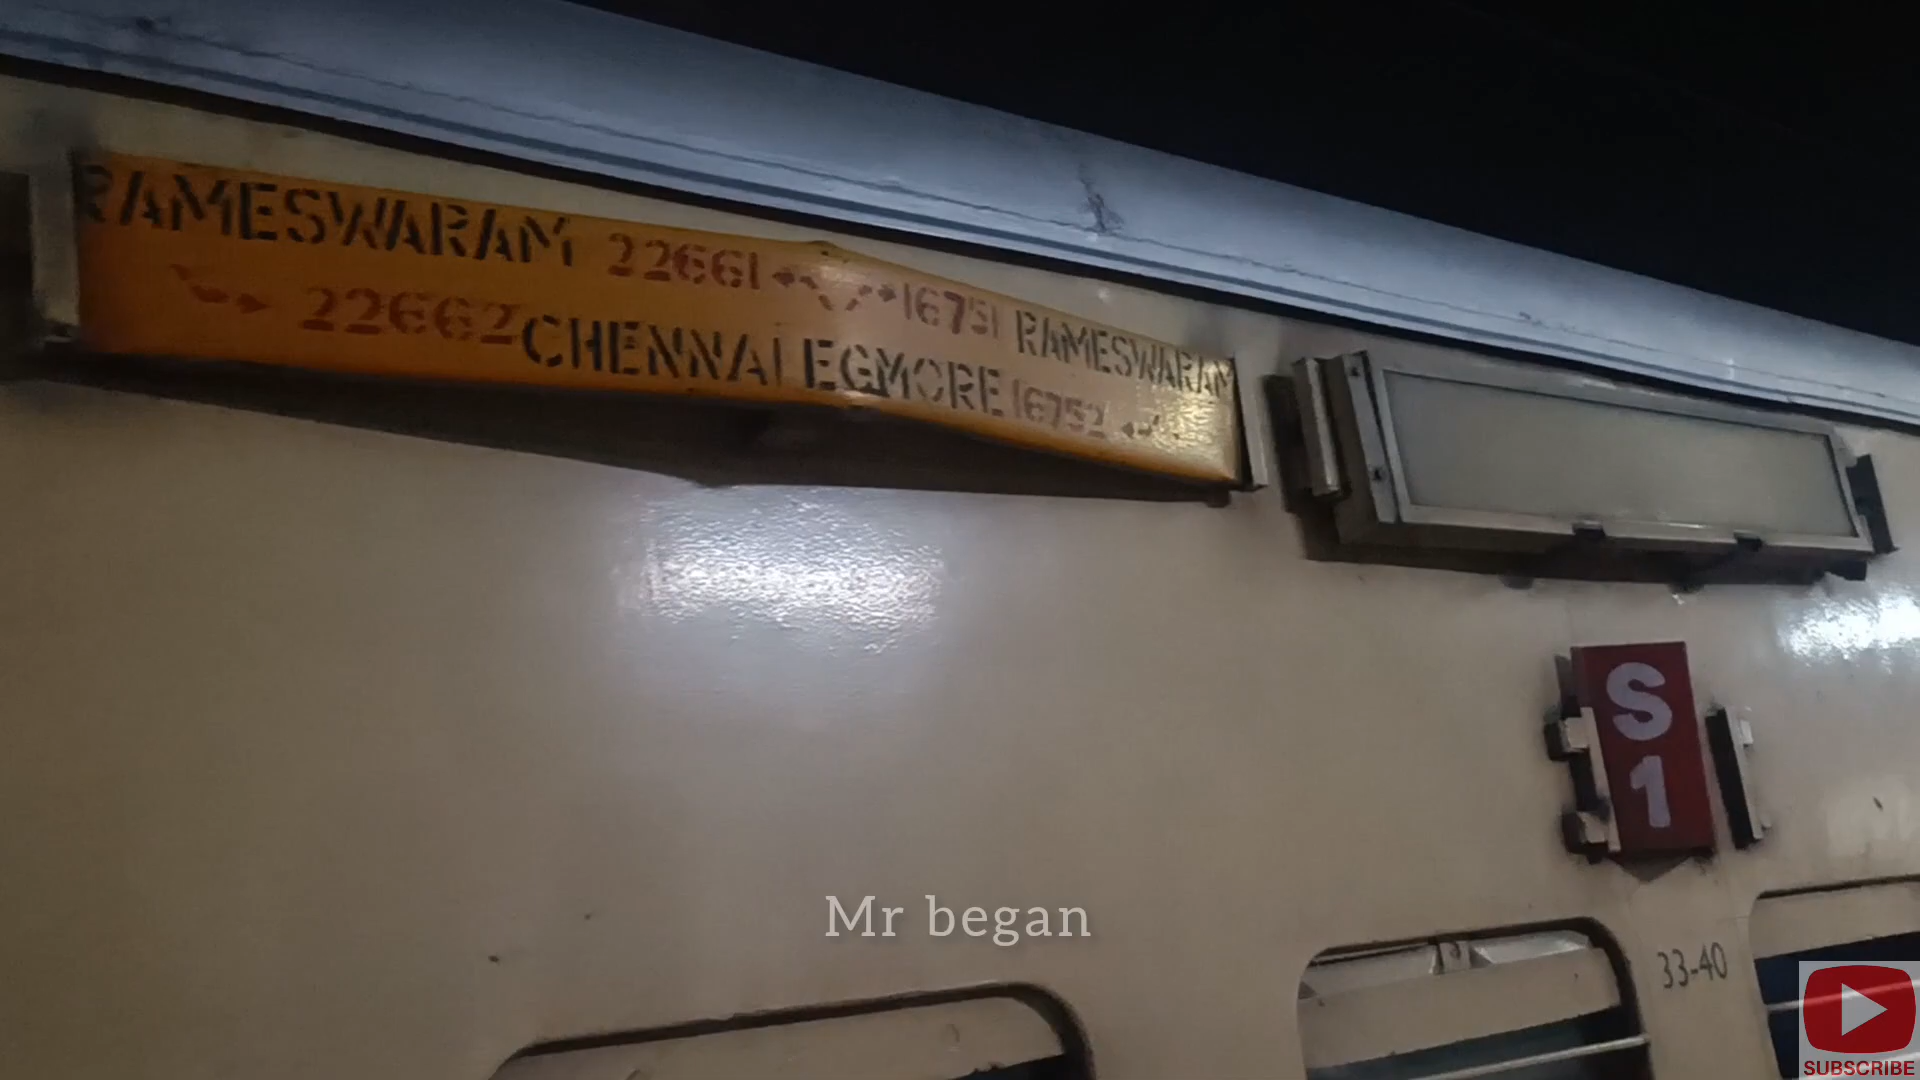 RAMESWARAM 22661 16751 RAMESWARAM
22662 CHENNAI EGMORE 16752
S
1
Mr began
33-40
SUBSCRIBE